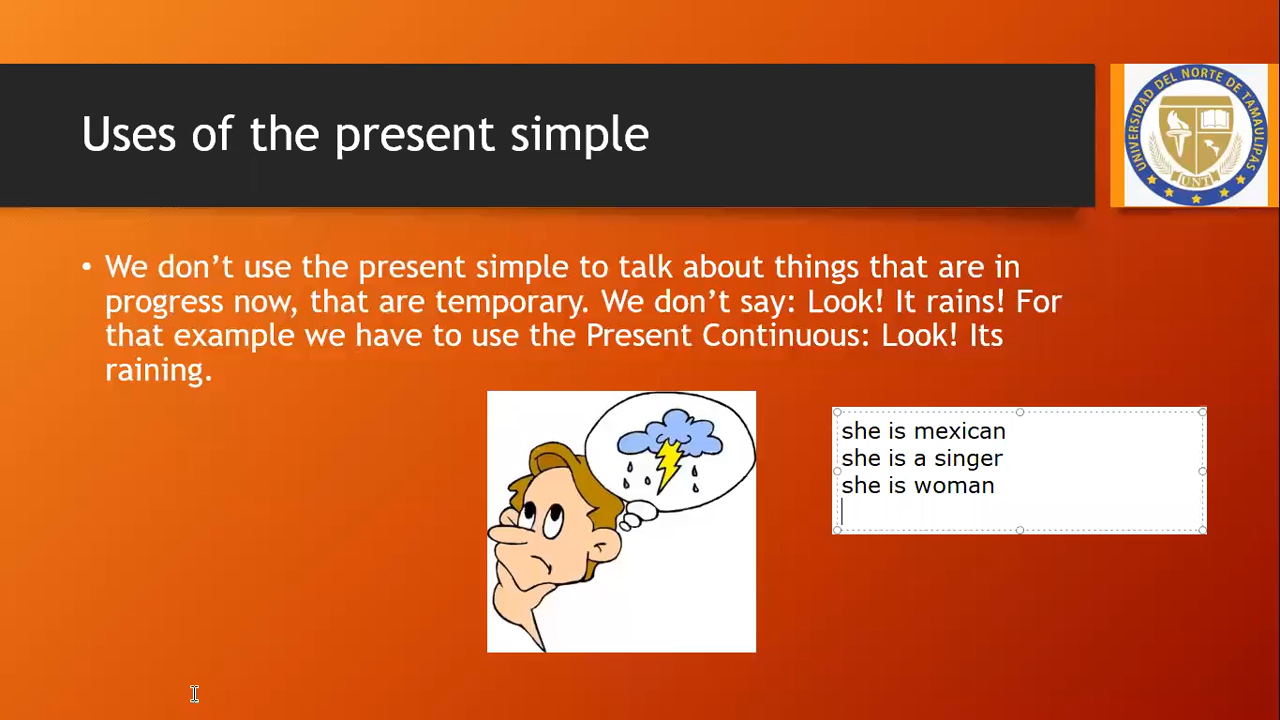 Uses of the present simple
UNIVERSIDAD DEL NORTE DE TAMAULIPAS
UNT
• We don’t use the present simple to talk about things that are in
progress now, that are temporary. We don’t say: Look! It rains! For
that example we have to use the Present Continuous: Look! Its
raining.
she is mexican
she is a singer
she is woman